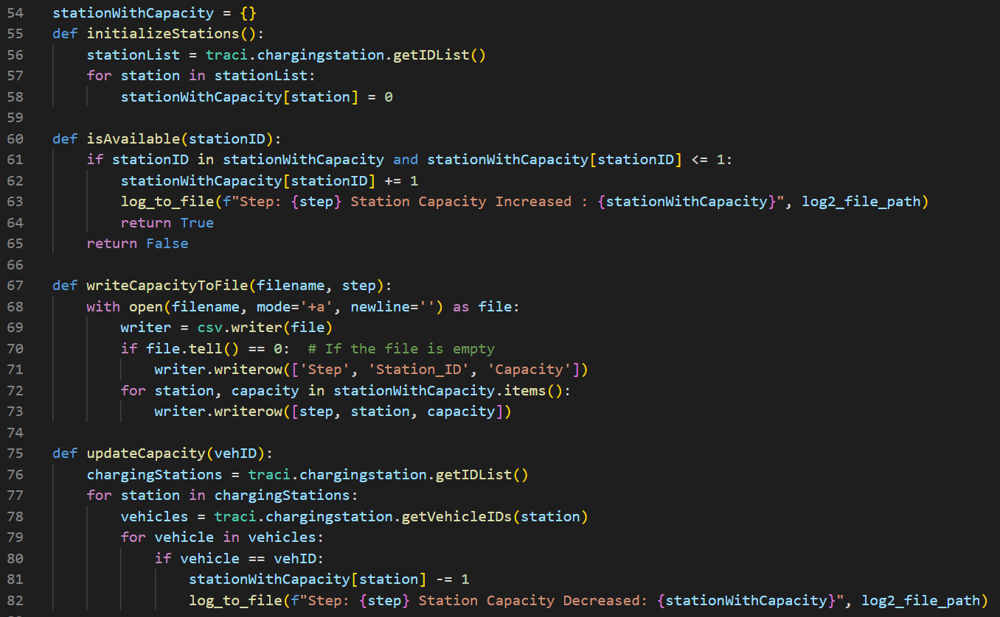 54 stationWithCapacity = {}
55 def initializeStations():
56     stationList = traci.chargingstation.getIDList()
57     for station in stationList:
58         stationWithCapacity[station] = 0
59
60 def isAvailable(stationID):
61     if stationID in stationWithCapacity and stationWithCapacity[stationID] <= 1:
62         stationWithCapacity[stationID] += 1
63         log_to_file(f"Step: {step} Station Capacity Increased : {stationWithCapacity}", log2_file_path)
64         return True
65     return False
66
67 def writeCapacityToFile(filename, step):
68     with open(filename, mode='+a', newline='') as file:
69         writer = csv.writer(file)
70         if file.tell() == 0:  # If the file is empty
71             writer.writerow(['Step', 'Station_ID', 'Capacity'])
72         for station, capacity in stationWithCapacity.items():
73             writer.writerow([step, station, capacity])
74
75 def updateCapacity(vehID):
76     chargingStations = traci.chargingstation.getIDList()
77     for station in chargingStations:
78         vehicles = traci.chargingstation.getVehicleIDs(station)
79         for vehicle in vehicles:
80             if vehicle == vehID:
81                 stationWithCapacity[station] -= 1
82                 log_to_file(f"Step: {step} Station Capacity Decreased: {stationWithCapacity}", log2_file_path)